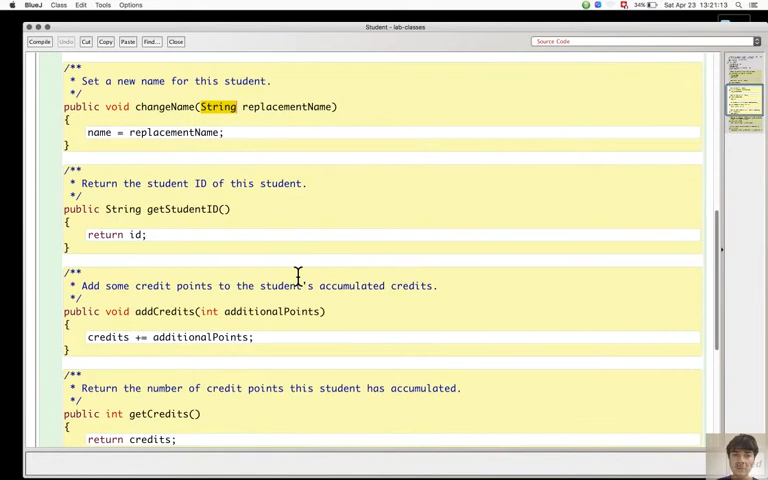 BlueJ Class Edit Tools Options 34% Sat Apr 23 13:21:13
Student - lab-classes
Compile Undo Cut Copy Paste Find... Close Source Code
/**
* Set a new name for this student.
*/
public void changeName(String replacementName)
{
name = replacementName;
}
/**
* Return the student ID of this student.
*/
public String getStudentID()
{
return id;
}
/**
* Add some credit points to the student's accumulated credits.
*/
public void addCredits(int additionalPoints)
{
credits += additionalPoints;
}
/**
* Return the number of credit points this student has accumulated.
*/
public int getCredits()
{
return credits;